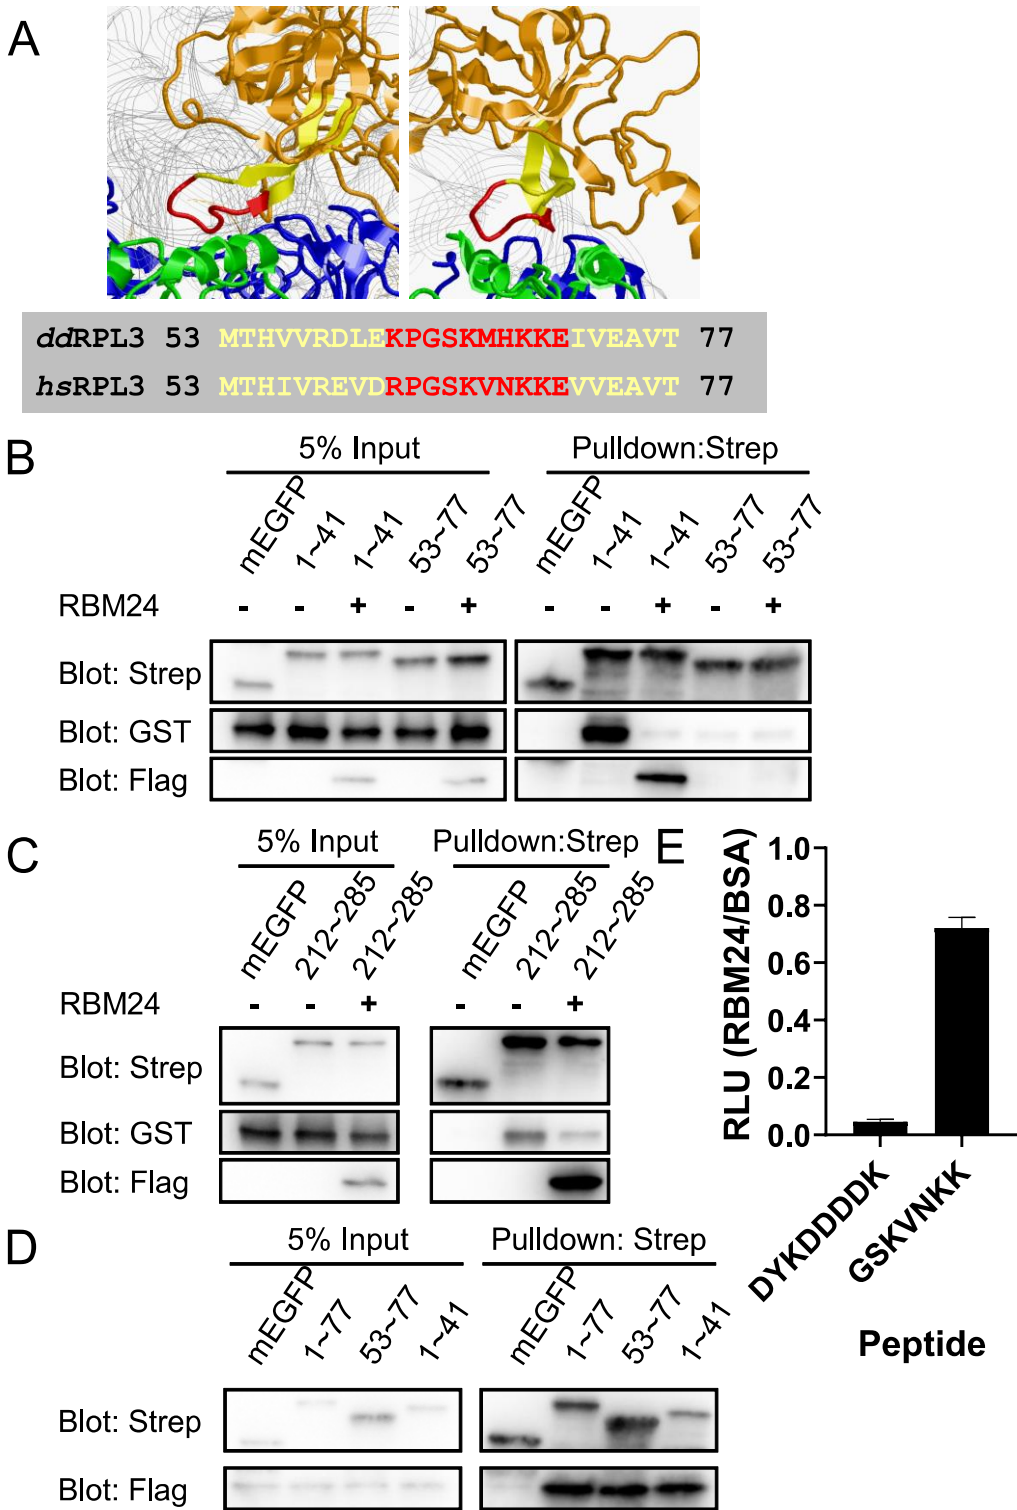 A
ddRPL3 53 MTHVVRDLEKPGSKMHKKEIVEAVT 77
hsRPL3 53 MTHIVREVDRPGSKVNKKEVVEAVT 77
B
5% Input
Pulldown:Strep
mEGFP 1~41 1~41 53~77 53~77 mEGFP 1~41 1~41 53~77 53~77
RBM24 - - + - + - - + - +
Blot: Strep
Blot: GST
Blot: Flag
C
5% Input
Pulldown:Strep
mEGFP 212~285 212~285 mEGFP 212~285 212~285
RBM24 - - + - - +
Blot: Strep
Blot: GST
Blot: Flag
D
5% Input
Pulldown: Strep
mEGFP 1~77 53~77 1~41 mEGFP 1~77 53~77 1~41
Blot: Strep
Blot: Flag
E
RLU (RBM24/BSA)
1.0
0.8
0.6
0.4
0.2
0.0
DYKDDDDK GSKVNKK
Peptide